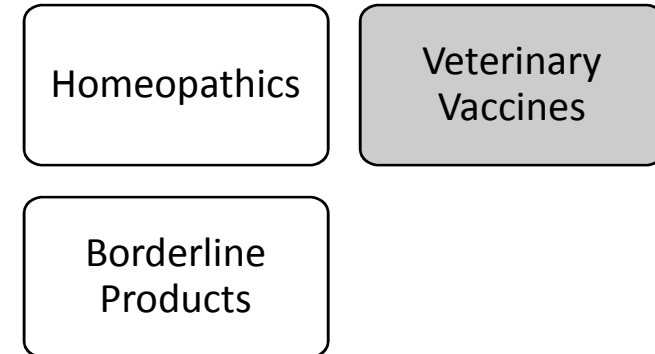 Homeopathics
Veterinary
Vaccines
Borderline
Products